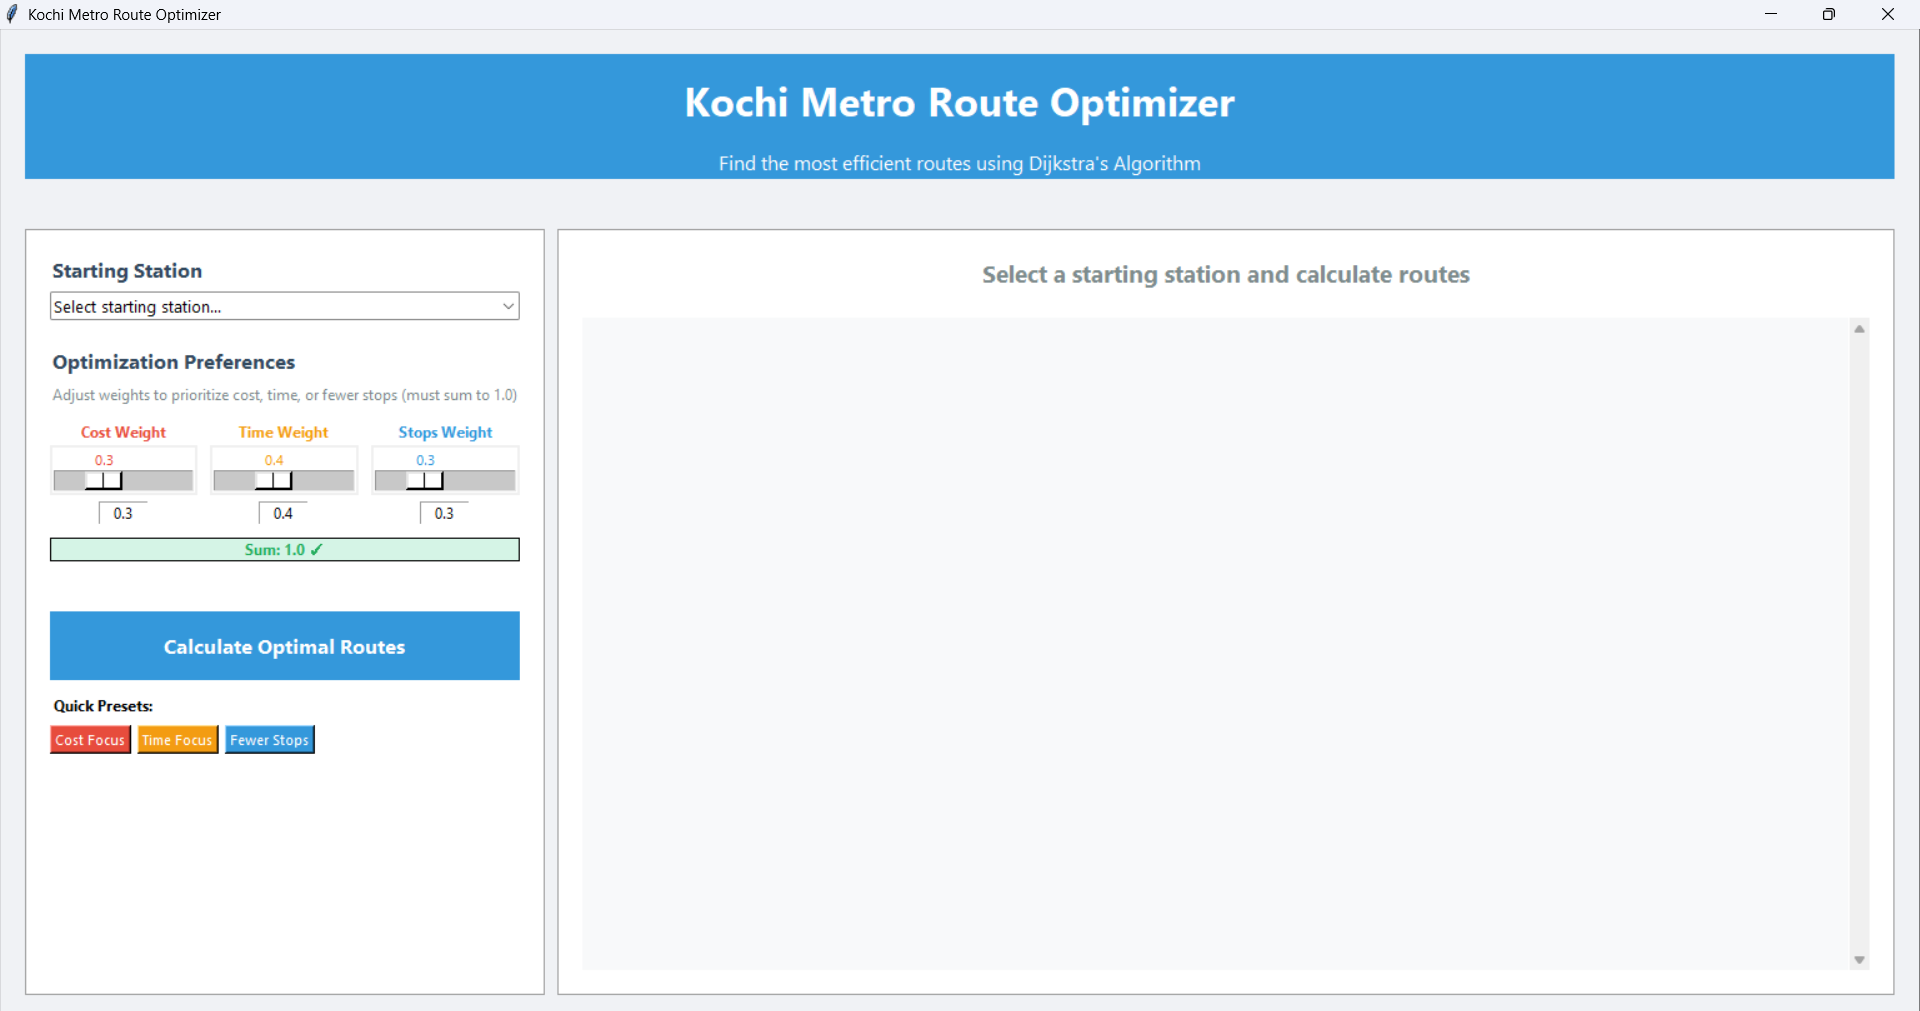 Kochi Metro Route Optimizer
Kochi Metro Route Optimizer
Find the most efficient routes using Dijkstra's Algorithm
Starting Station
Select starting station...
Optimization Preferences
Adjust weights to prioritize cost, time, or fewer stops (must sum to 1.0)
Cost Weight Time Weight Stops Weight
0.3 0.4 0.3
0.3 0.4 0.3
Sum: 1.0 ✓
Calculate Optimal Routes
Quick Presets:
Cost Focus Time Focus Fewer Stops
Select a starting station and calculate routes